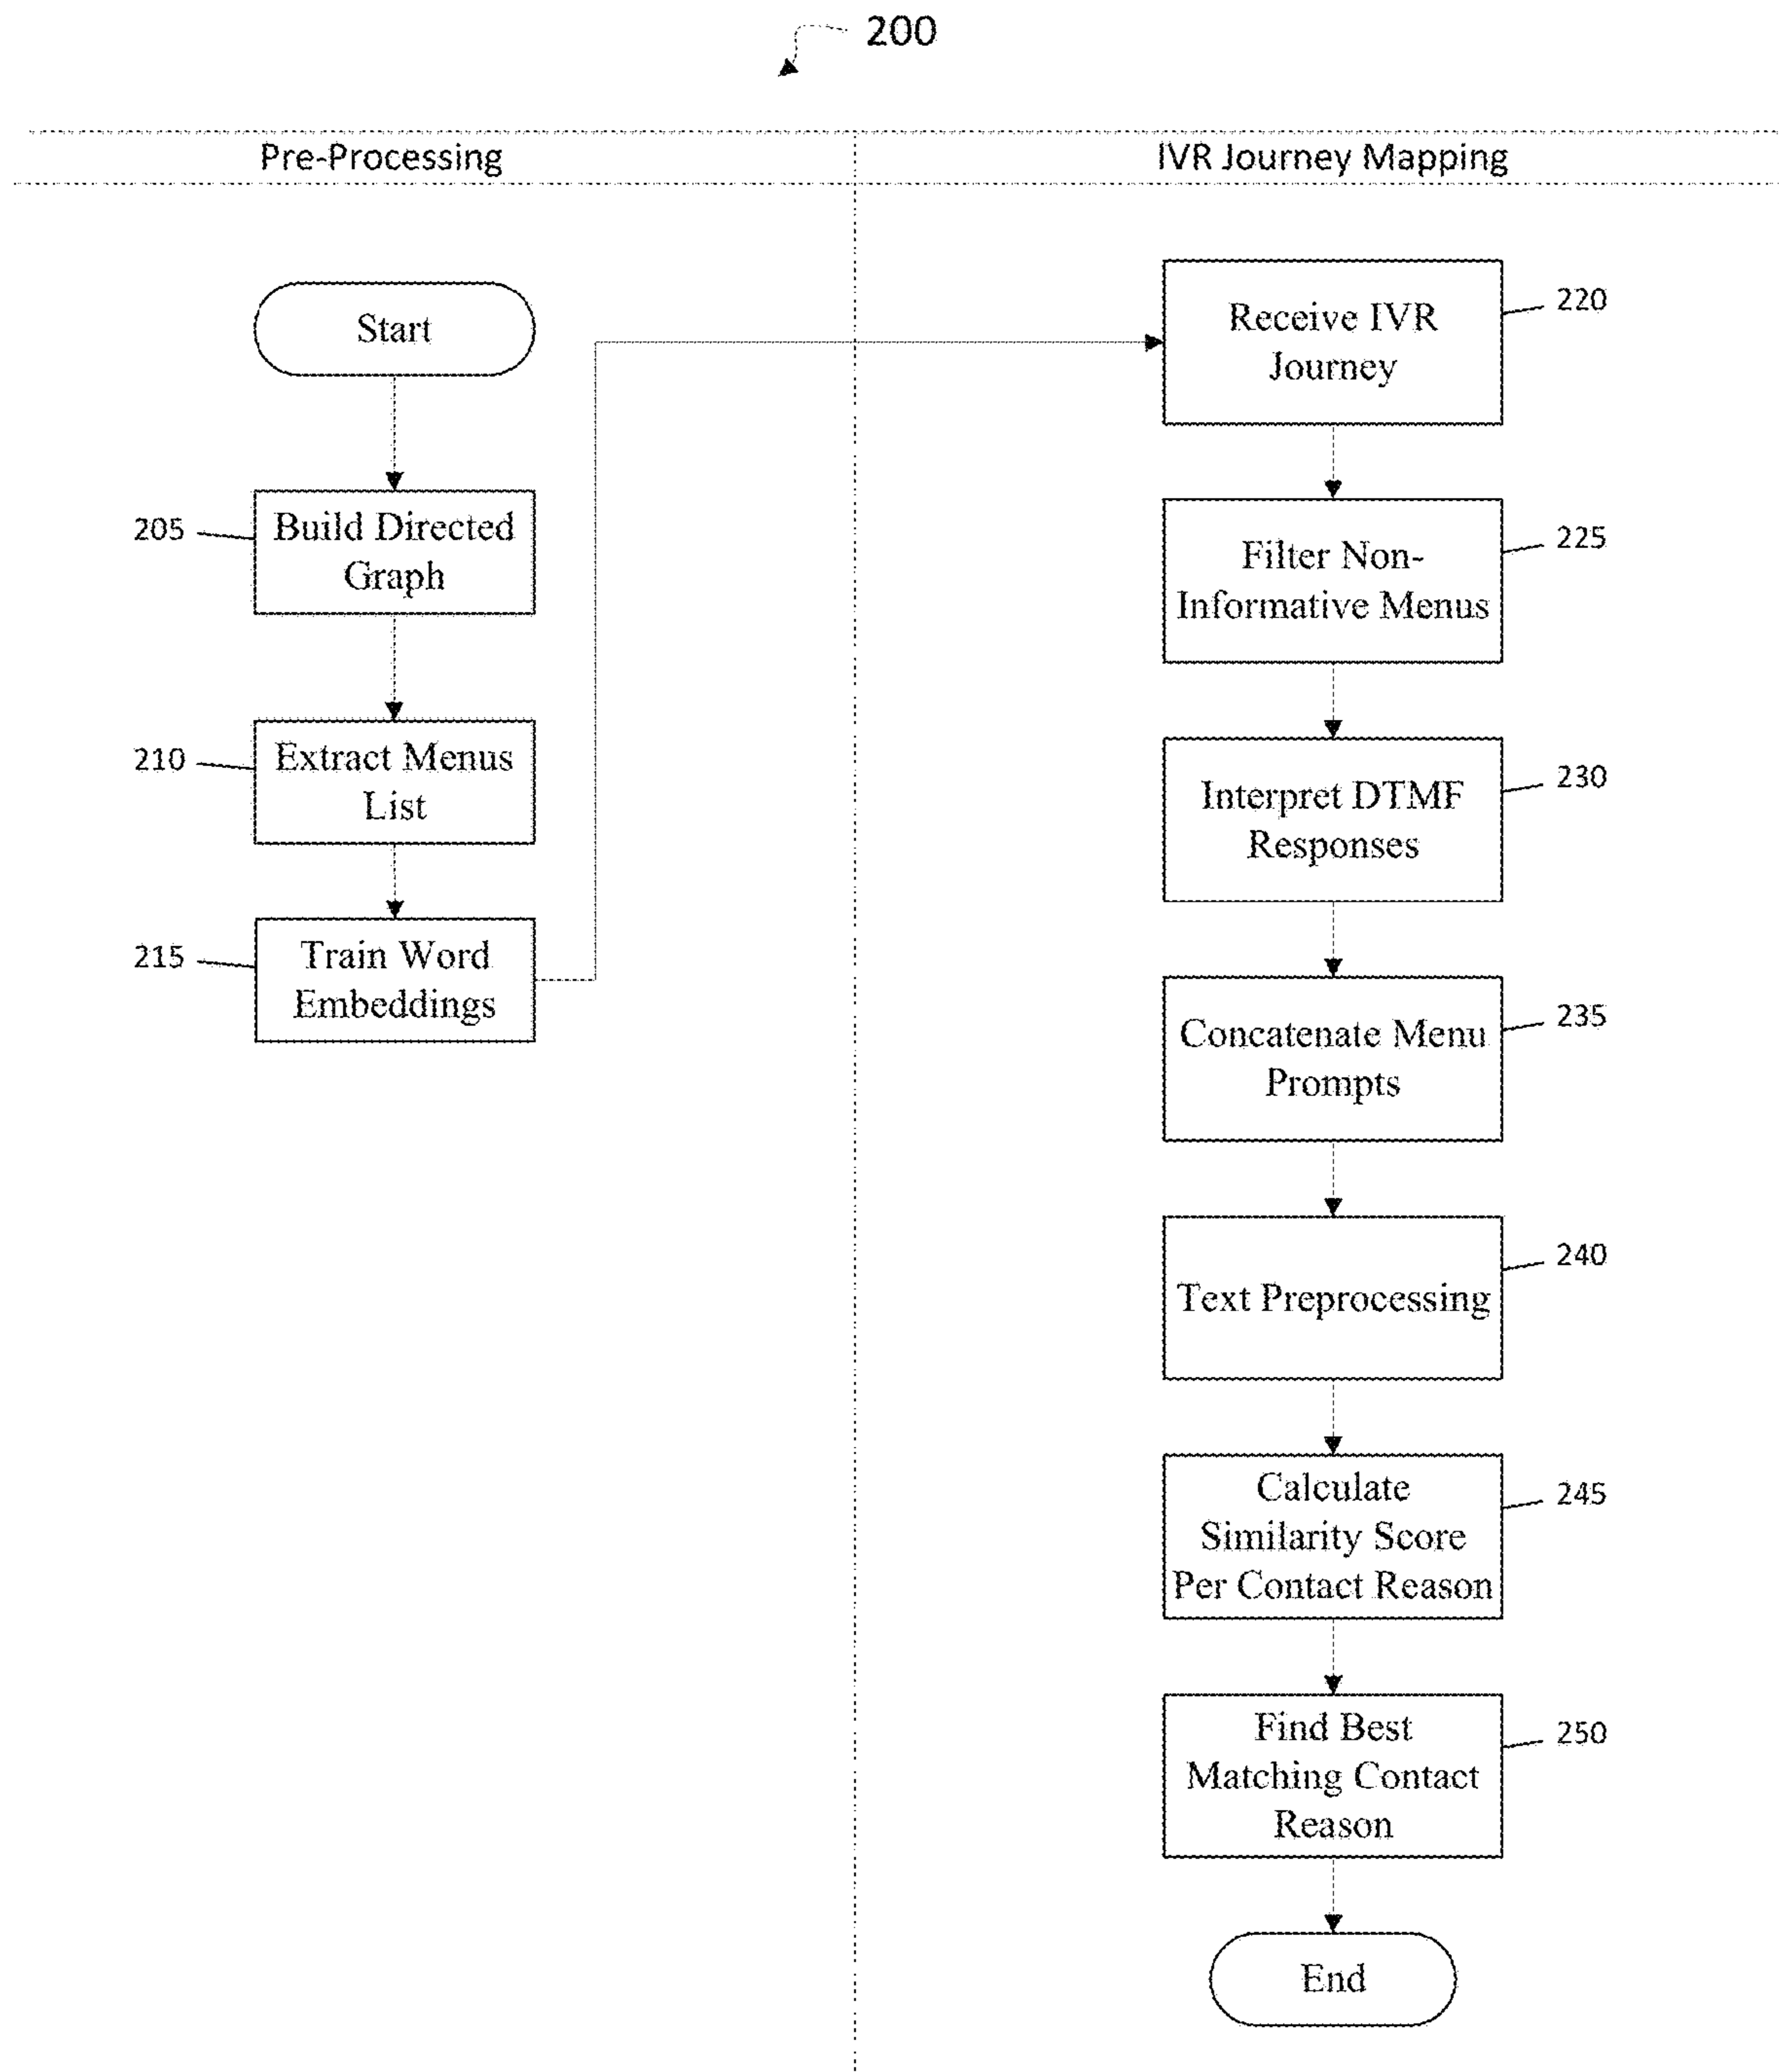 200
Pre-Processing
IVR Journey Mapping
Start
205
Build Directed
Graph
210
Extract Menus
List
215
Train Word
Embeddings
Receive IVR
Journey
220
Filter Non-
Informative Menus
225
Interpret DTMF
Responses
230
Concatenate Menu
Prompts
235
Text Preprocessing
240
Calculate
Similarity Score
Per Contact Reason
245
Find Best
Matching Contact
Reason
250
End